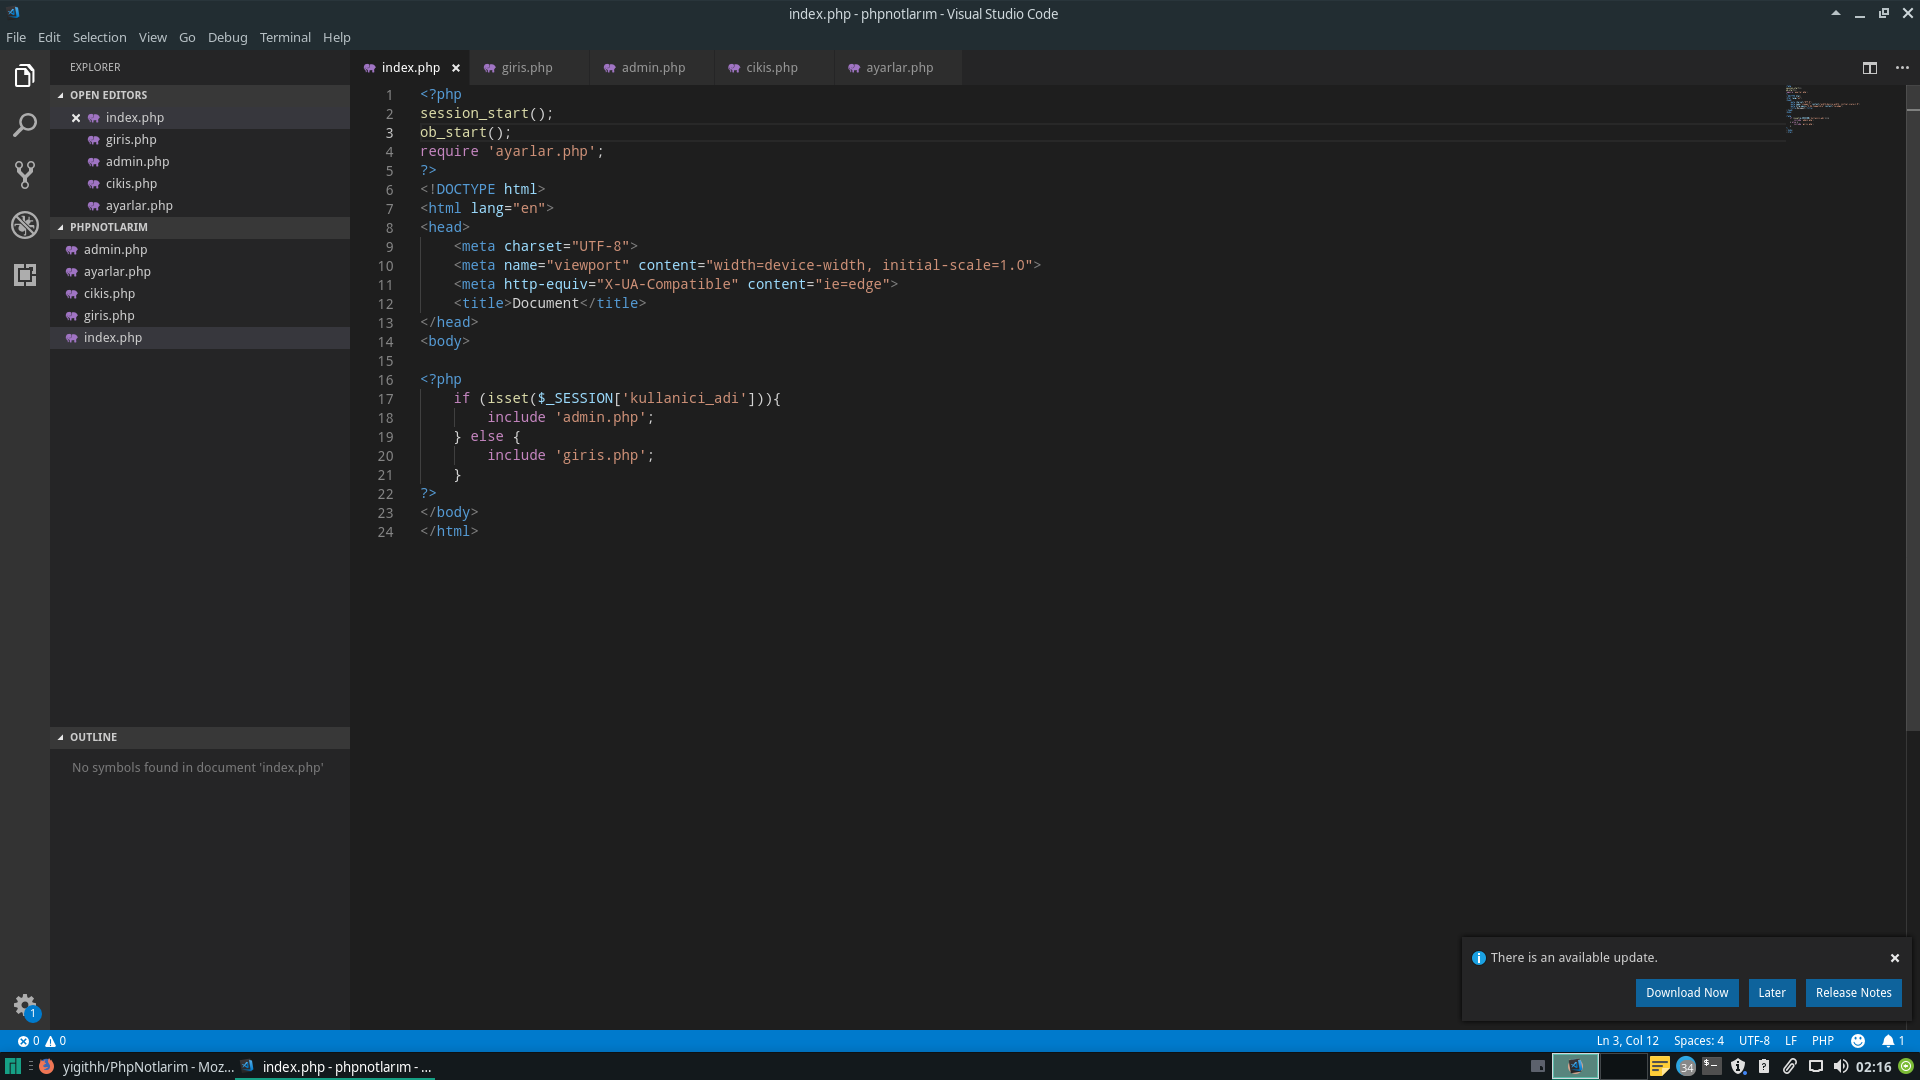 index.php - phpnotlarım - Visual Studio Code
File Edit Selection View Go Debug Terminal Help
EXPLORER
OPEN EDITORS
index.php
giris.php
admin.php
cikis.php
ayarlar.php
PHPNOTLARIM
admin.php
ayarlar.php
cikis.php
giris.php
index.php
OUTLINE
No symbols found in document 'index.php'
1
index.php giris.php admin.php cikis.php ayarlar.php
1 <?php
2 session_start();
3 ob_start();
4 require 'ayarlar.php';
5 ?>
6 <!DOCTYPE html>
7 <html lang="en">
8 <head>
9     <meta charset="UTF-8">
10     <meta name="viewport" content="width=device-width, initial-scale=1.0">
11     <meta http-equiv="X-UA-Compatible" content="ie=edge">
12     <title>Document</title>
13 </head>
14 <body>
15
16 <?php
17     if (isset($_SESSION['kullanici_adi'])){
18         include 'admin.php';
19     } else {
20         include 'giris.php';
21     }
22 ?>
23 </body>
24 </html>
There is an available update.
Download Now Later Release Notes
0 0 Ln 3, Col 12 Spaces: 4 UTF-8 LF PHP 1
yigithh/PhpNotlarim - Moz... index.php - phpnotlarım - ... 34 02:16